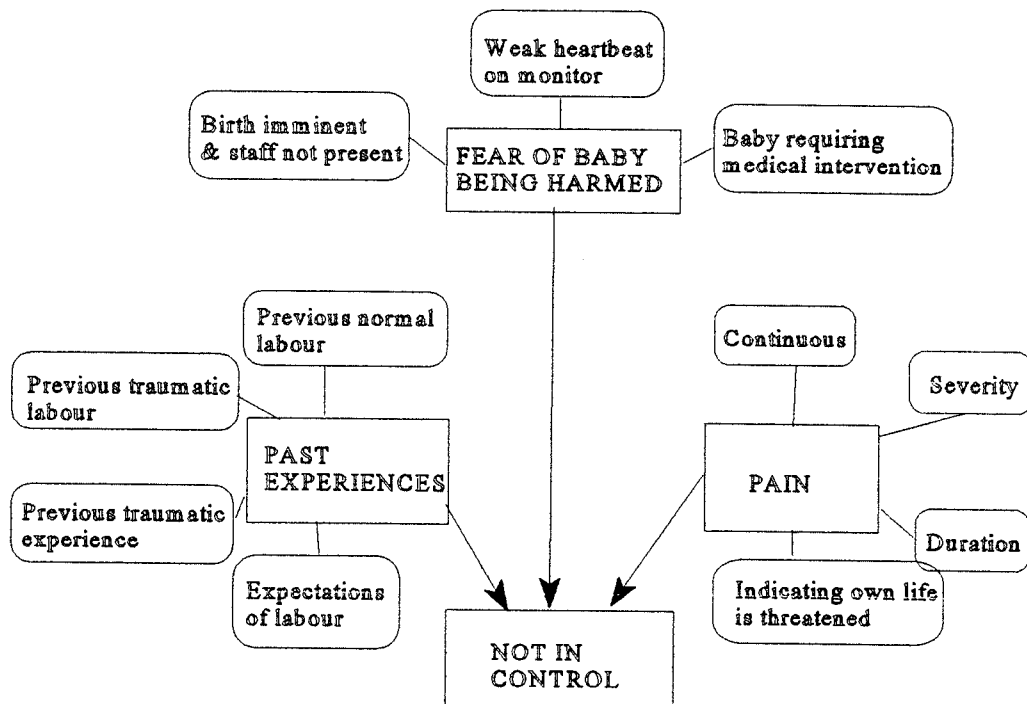 Weak heartbeat
on monitor
Birth imminent
& staff not present
FEAR OF BABY
BEING HARMED
Baby requiring
medical intervention
Previous normal
labour
Continuous
Previous traumatic
labour
Severity
PAST
EXPERIENCES
PAIN
Previous traumatic
experience
Duration
Expectations
of labour
Indicating own life
is threatened
NOT IN
CONTROL